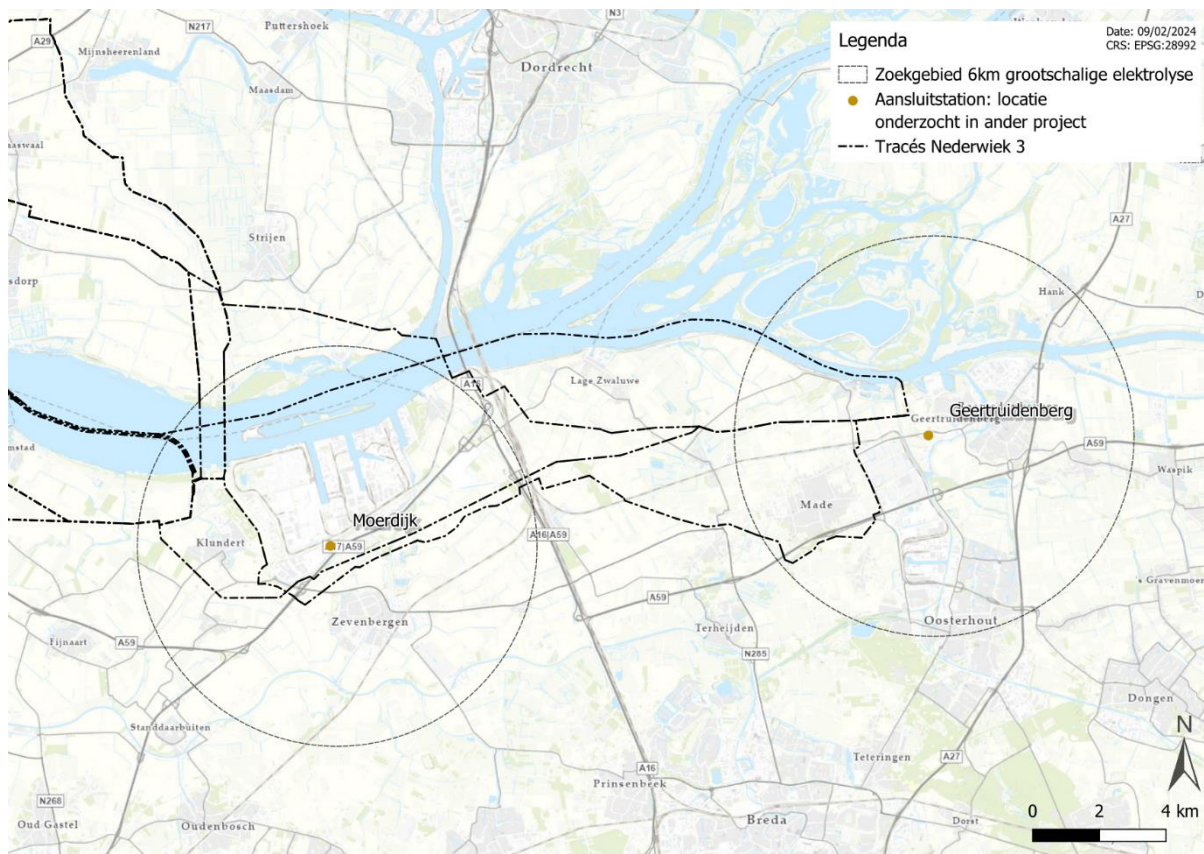 N3
Date: 09/02/2024
CRS: EPSG:28992
N217
Puttershoek
A29
Mijnsheerenland
Dordrecht
Legenda
Zoekgebied 6km grootschalige elektrolyse
Maasdam
Aansluitstation: locatie
onderzocht in ander project
Tracés Nederwiek 3
A27
Strijen
Hank
Lage Zwaluwe
A16
Geertruidenberg
Geertruidenberg
A59
Waspik
Made
Moerdijk
A16|A59
Klundert
's Gravenmoer
A59
Zevenbergen
Fijnaart
A59
Terheijden
Oosterhout
N285
Dongen
Standdaarbuiten
N
Teteringen
A27
A16
Prinsenbeek
0 2 4 km
N268
Oud Gastel
Oudenbosch
Breda
Dorst